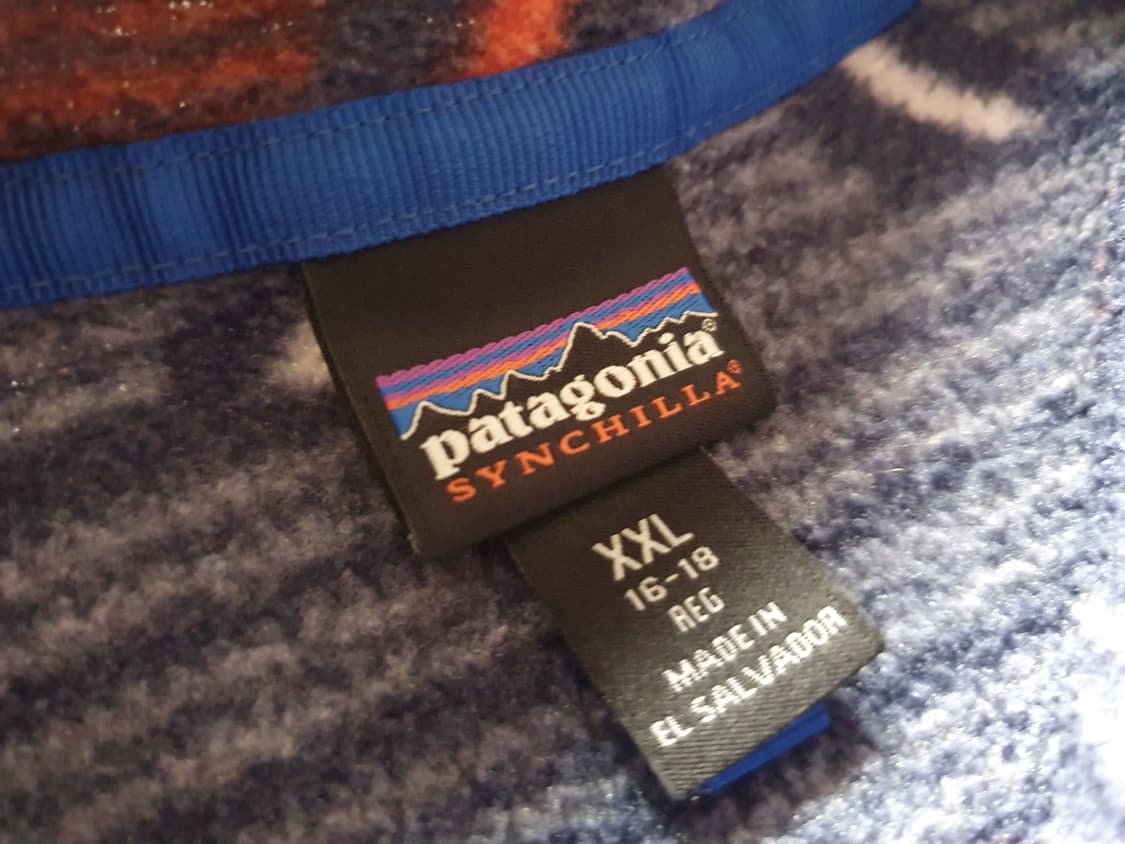 patagonia®
SYNCHILLA®
XXL
16-18
REG
MADE IN
EL SALVADOR